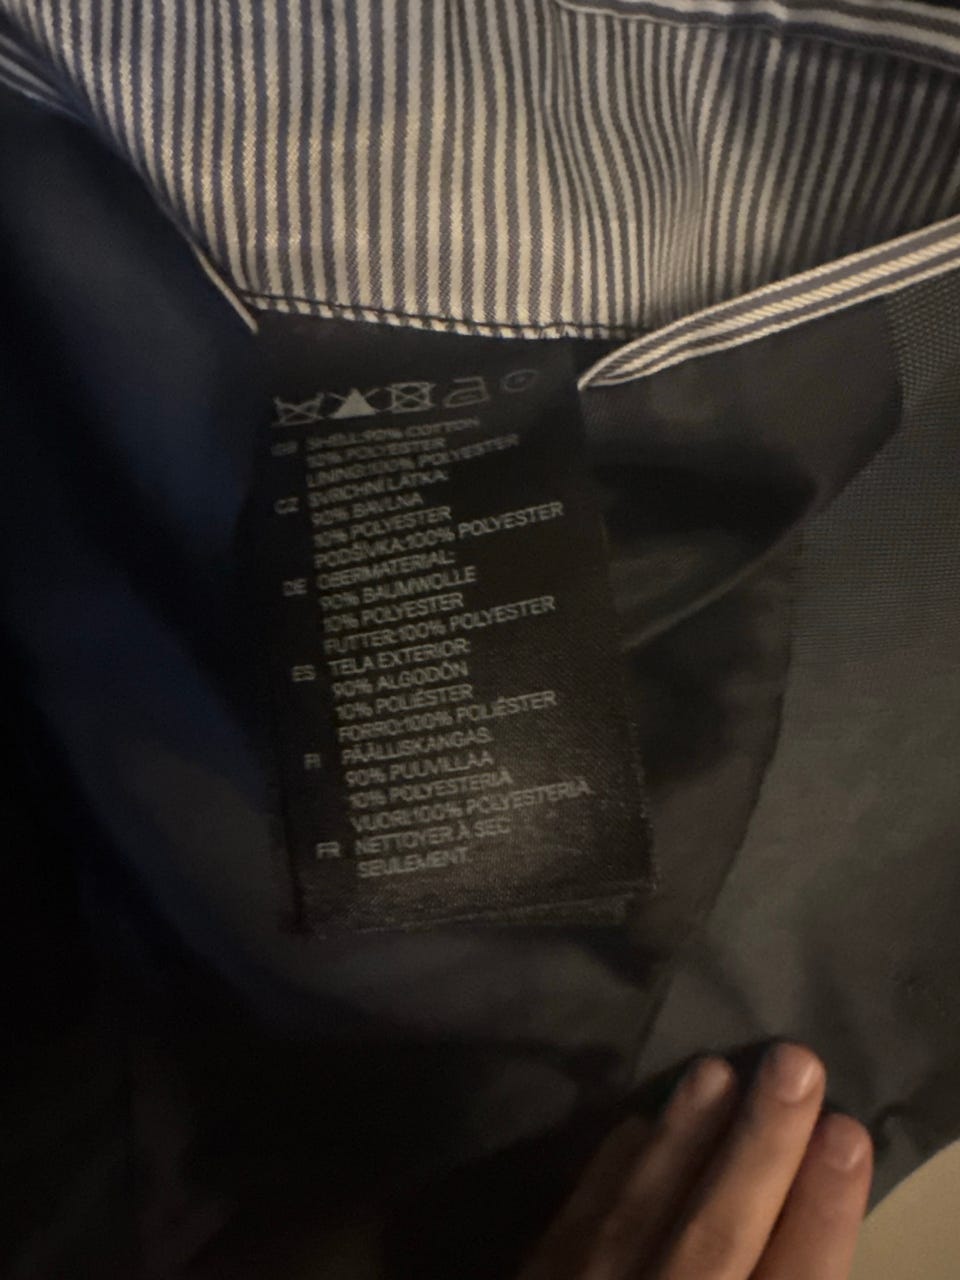 GB SHELL:90% COTTON
10% POLYESTER
LINING:100% POLYESTER
CZ SVRCHNÍ LÁTKA:
90% BAVLNA
10% POLYESTER
PODŠÍVKA:100% POLYESTER
DE OBERMATERIAL:
90% BAUMWOLLE
10% POLYESTER
FUTTER:100% POLYESTER
ES TELA EXTERIOR:
90% ALGODÓN
10% POLIÉSTER
FORRO:100% POLIÉSTER
FI PÄÄLLISKANGAS:
90% PUUVILLAA
10% POLYESTERIÄ
VUORI:100% POLYESTERIÄ
FR NETTOYER À SEC
SEULEMENT.